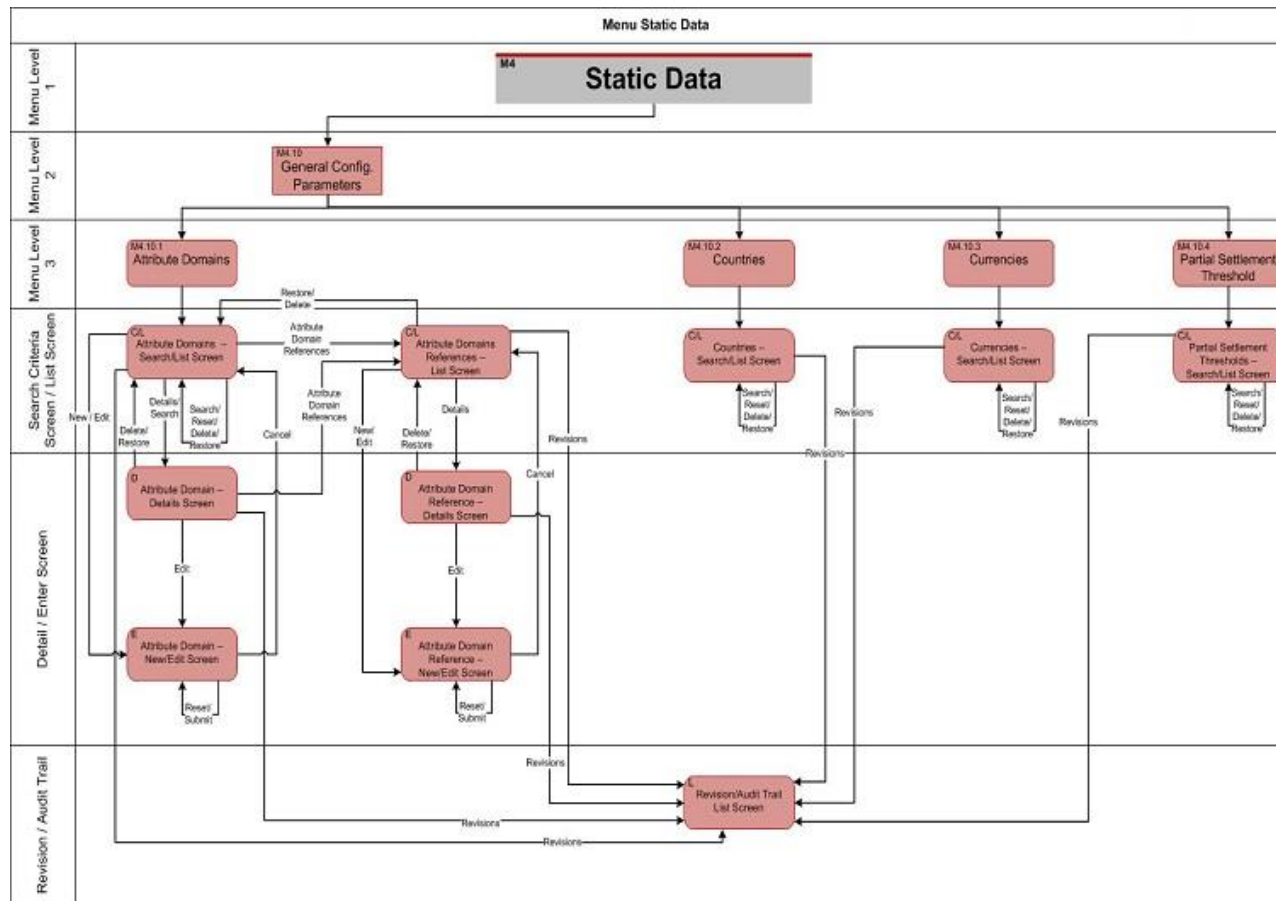 Menu Static Data
Menu Level
1
M4
Static Data
Menu Level
2
M4.10
General Config.
Parameters
Menu Level
3
M4.10.1
Attribute Domains
M4.10.2
Countries
M4.10.3
Currencies
M4.10.4
Partial Settlement
Threshold
Search Criteria
Screen / List Screen
Restore/
Delete
C/L
Attribute Domains –
Search/List Screen
Attribute
Domain
References
C/L
Attribute Domains
References –
List Screen
C/L
Countries –
Search/List Screen
C/L
Currencies –
Search/List Screen
C/L
Partial Settlement
Thresholds –
Search/List Screen
New / Edit
Delete/
Restore
Details/
Search
Search/
Reset/
Delete/
Restore
Cancel
Attribute
Domain
References
New/
Edit
Delete/
Restore
Details
Revisions
Cancel
Search/
Reset/
Delete/
Restore
Revisions
Revisions
Search/
Reset/
Delete/
Restore
Revisions
Search/
Reset/
Delete/
Restore
Detail / Enter Screen
D
Attribute Domain –
Details Screen
D
Attribute Domain
Reference –
Details Screen
Edit
Edit
E
Attribute Domain –
New/Edit Screen
E
Attribute Domain
Reference –
New/Edit Screen
Reset/
Submit
Reset/
Submit
Revision / Audit Trail
Revisions
L
Revision/Audit Trail
List Screen
Revisions
Revisions